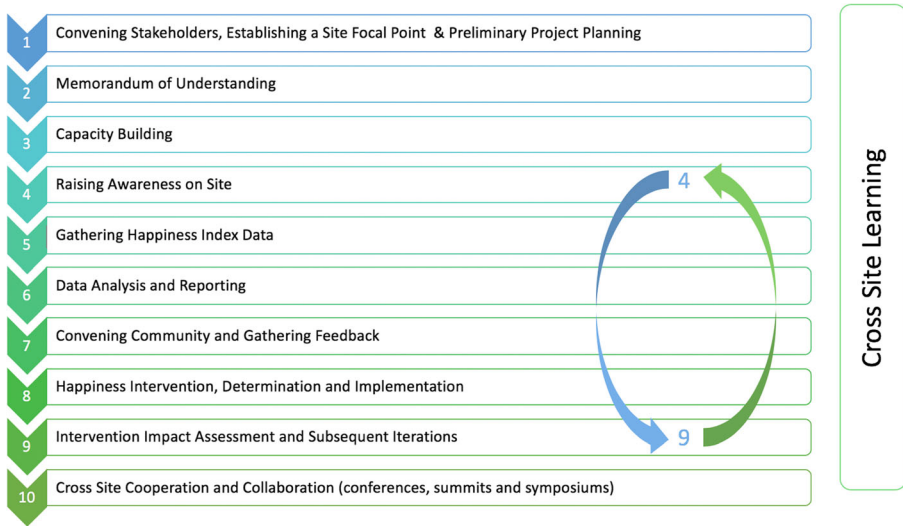 1 Convening Stakeholders, Establishing a Site Focal Point & Preliminary Project Planning
2 Memorandum of Understanding
3 Capacity Building
4 Raising Awareness on Site
5 Gathering Happiness Index Data
6 Data Analysis and Reporting
7 Convening Community and Gathering Feedback
8 Happiness Intervention, Determination and Implementation
9 Intervention Impact Assessment and Subsequent Iterations
10 Cross Site Cooperation and Collaboration (conferences, summits and symposiums)
4
9
Cross Site Learning